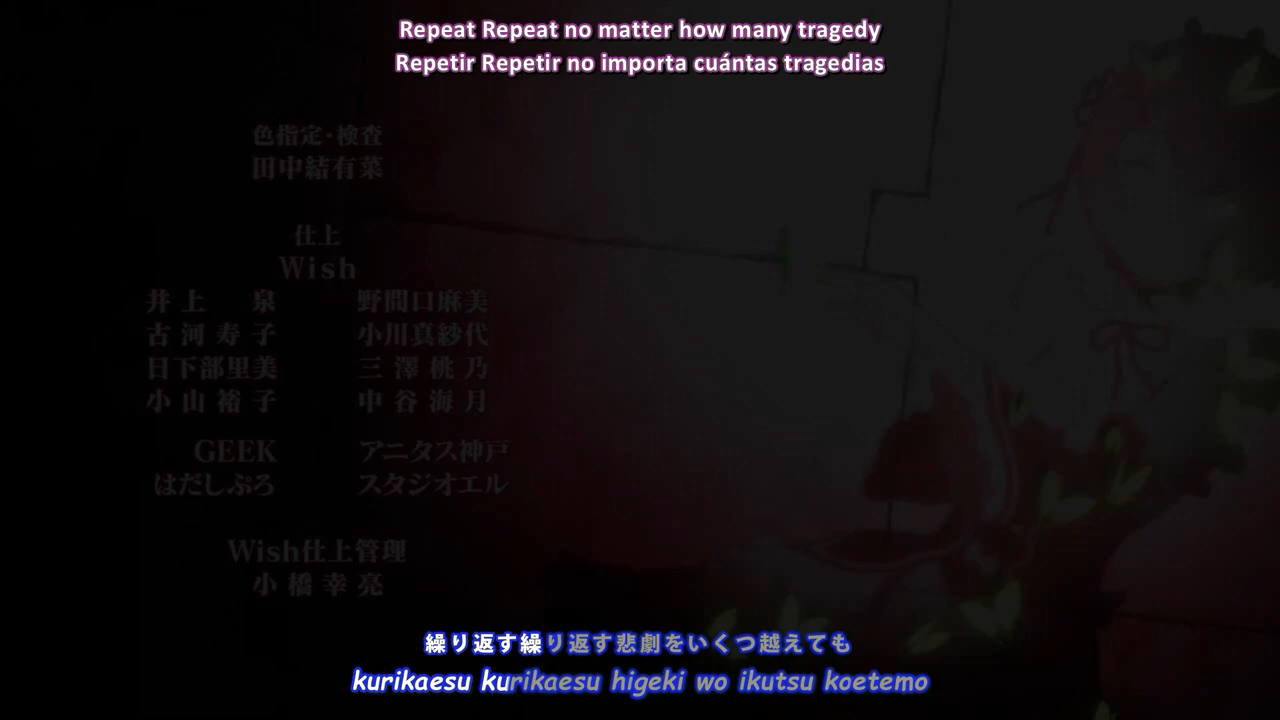 Repeat Repeat no matter how many tragedy
Repetir Repetir no importa cuántas tragedias
色指定・検査
田中結有菜
仕上
Wish
井上 泉 野間口麻美
古河寿子 小川真紗代
日下部里美 三澤桃乃
小山裕子 中谷海月
GEEK アニタス神戸
はだしぷろ スタジオエル
Wish仕上管理
小橋幸亮
繰り返す繰り返す悲劇をいくつ越えても
kurikaesu kurikaesu higeki wo ikutsu koetemo